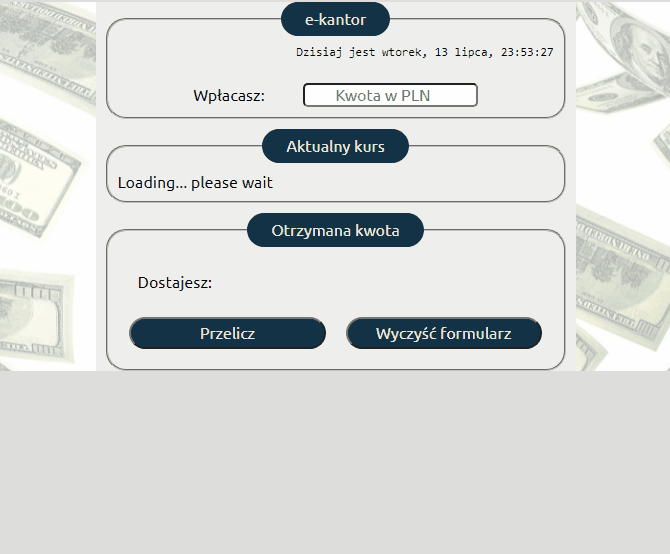 e-kantor
Dzisiaj jest wtorek, 13 lipca, 23:53:27
Wpłacasz: Kwota w PLN
Aktualny kurs
Loading... please wait
Otrzymana kwota
Dostajesz:
Przelicz Wyczyść formularz